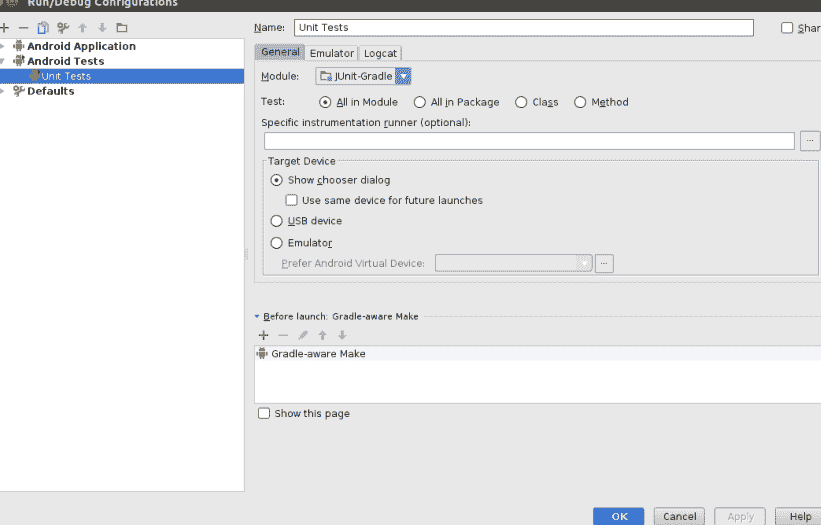 Run/Debug Configurations
Name: Unit Tests
Shar
Android Application
Android Tests
Unit Tests
Defaults
General Emulator Logcat
Module: JUnit-Gradle
Test: All in Module All in Package Class Method
Specific instrumentation runner (optional):
...
Target Device
Show chooser dialog
Use same device for future launches
USB device
Emulator
Prefer Android Virtual Device: ...
Before launch: Gradle-aware Make
Gradle-aware Make
Show this page
OK Cancel Apply Help